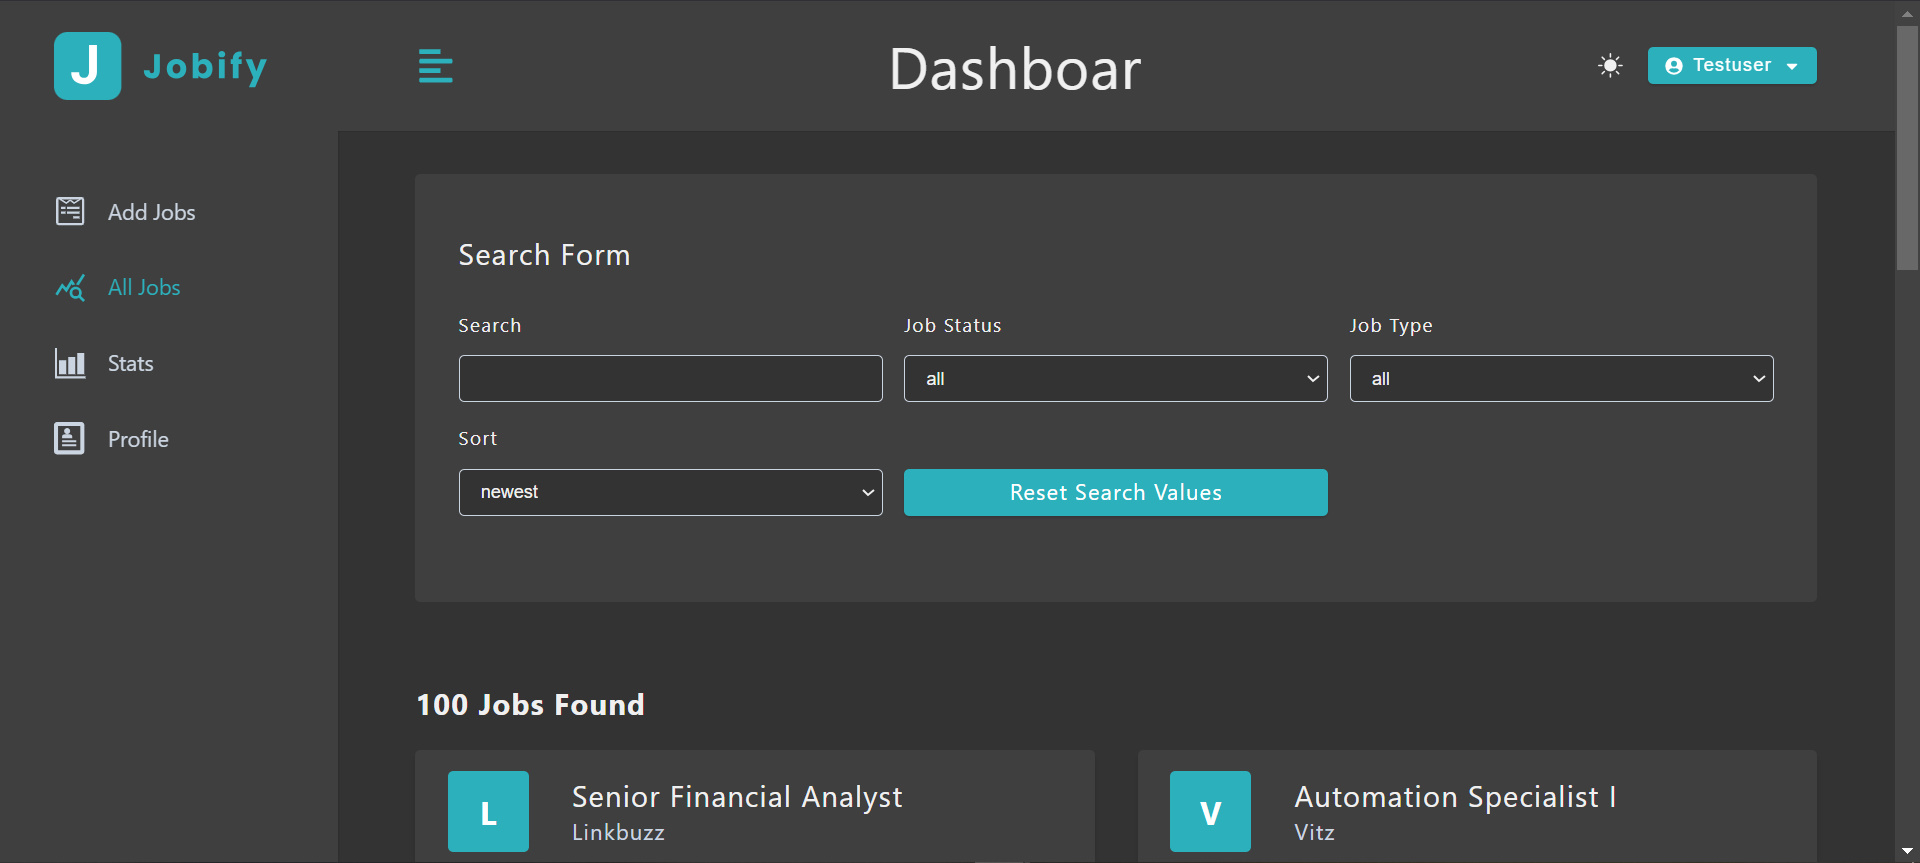 J Jobify
Dashboar
Testuser
Add Jobs
All Jobs
Stats
Profile
Search Form
Search
Job Status
Job Type
all
all
Sort
newest
Reset Search Values
100 Jobs Found
L
Senior Financial Analyst
Linkbuzz
V
Automation Specialist I
Vitz